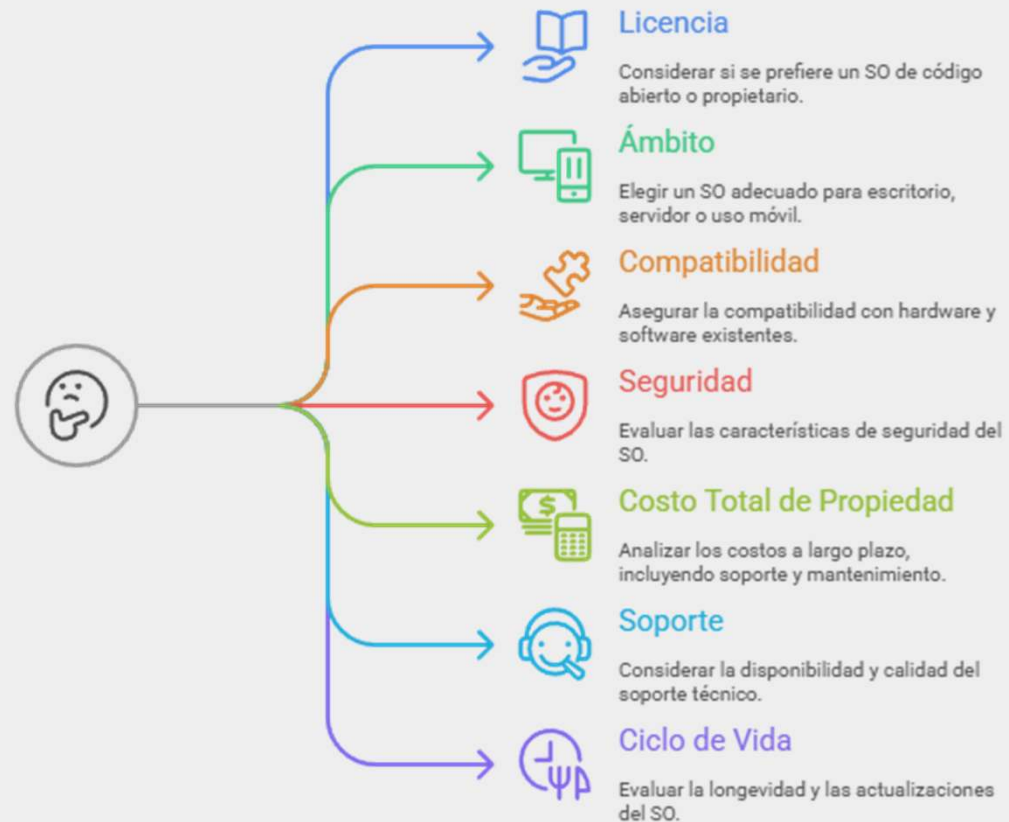 Licencia
Considerar si se prefiere un SO de código
abierto o propietario.
Ámbito
Elegir un SO adecuado para escritorio,
servidor o uso móvil.
Compatibilidad
Asegurar la compatibilidad con hardware y
software existentes.
Seguridad
Evaluar las características de seguridad del
SO.
Costo Total de Propiedad
Analizar los costos a largo plazo,
incluyendo soporte y mantenimiento.
Soporte
Considerar la disponibilidad y calidad del
soporte técnico.
Ciclo de Vida
Evaluar la longevidad y las actualizaciones
del SO.